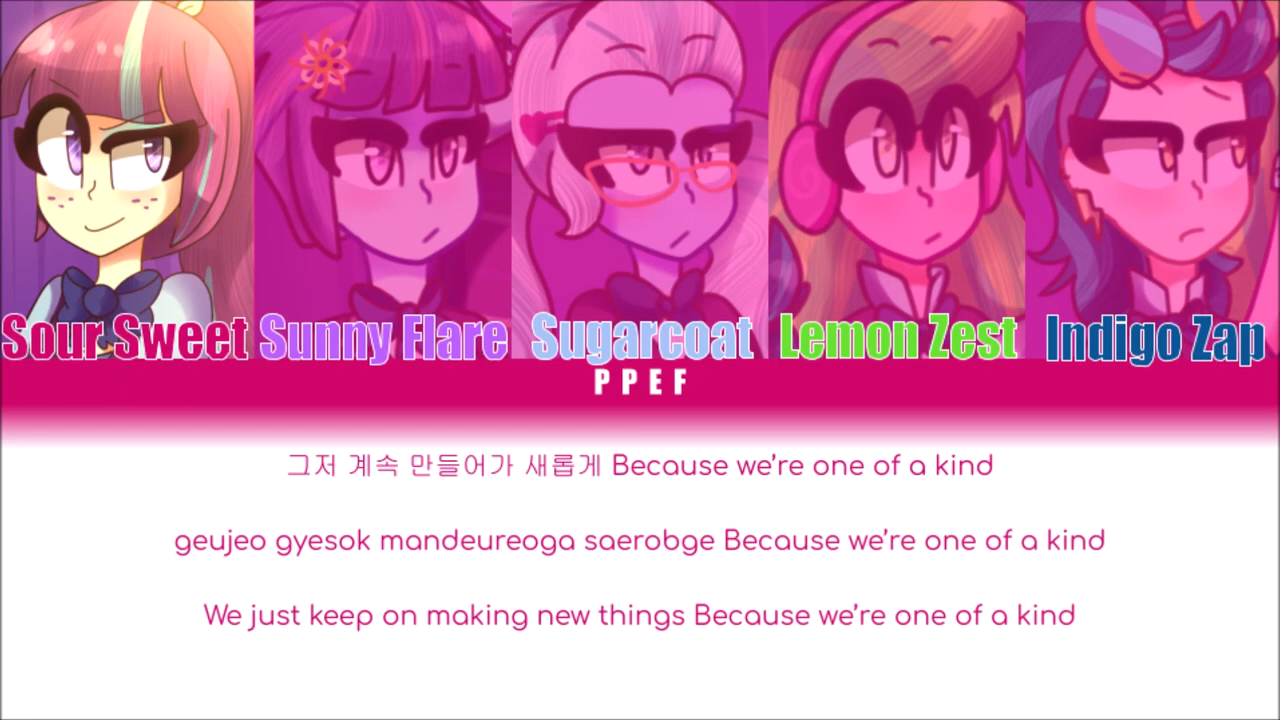 Sour Sweet Sunny Flare Sugarcoat Lemon Zest Indigo Zap
PPEF
그저 계속 만들어가 새롭게 Because we're one of a kind
geujeo gyesok mandeureoga saerobge Because we're one of a kind
We just keep on making new things Because we're one of a kind